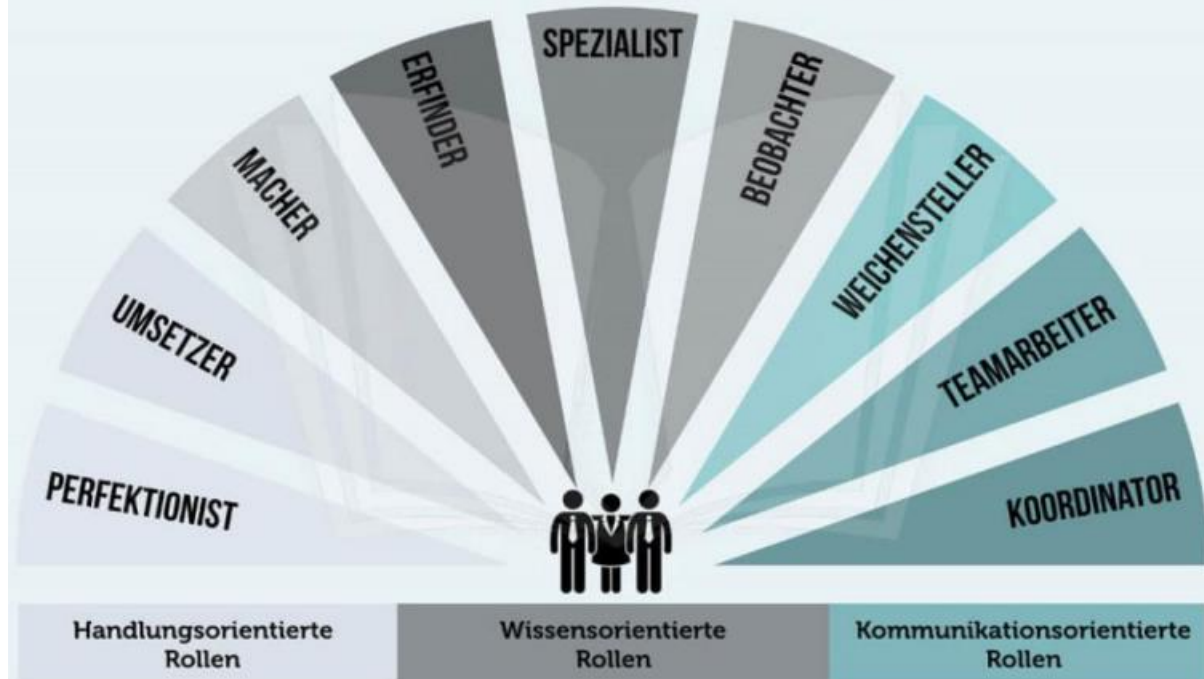 PERFEKTIONIST
UMSETZER
MACHER
ERFINDER
SPEZIALIST
BEOBACHTER
WEICHENSTELLER
TEAMARBEITER
KOORDINATOR
Handlungsorientierte
Rollen
Wissensorientierte
Rollen
Kommunikationsorientierte
Rollen